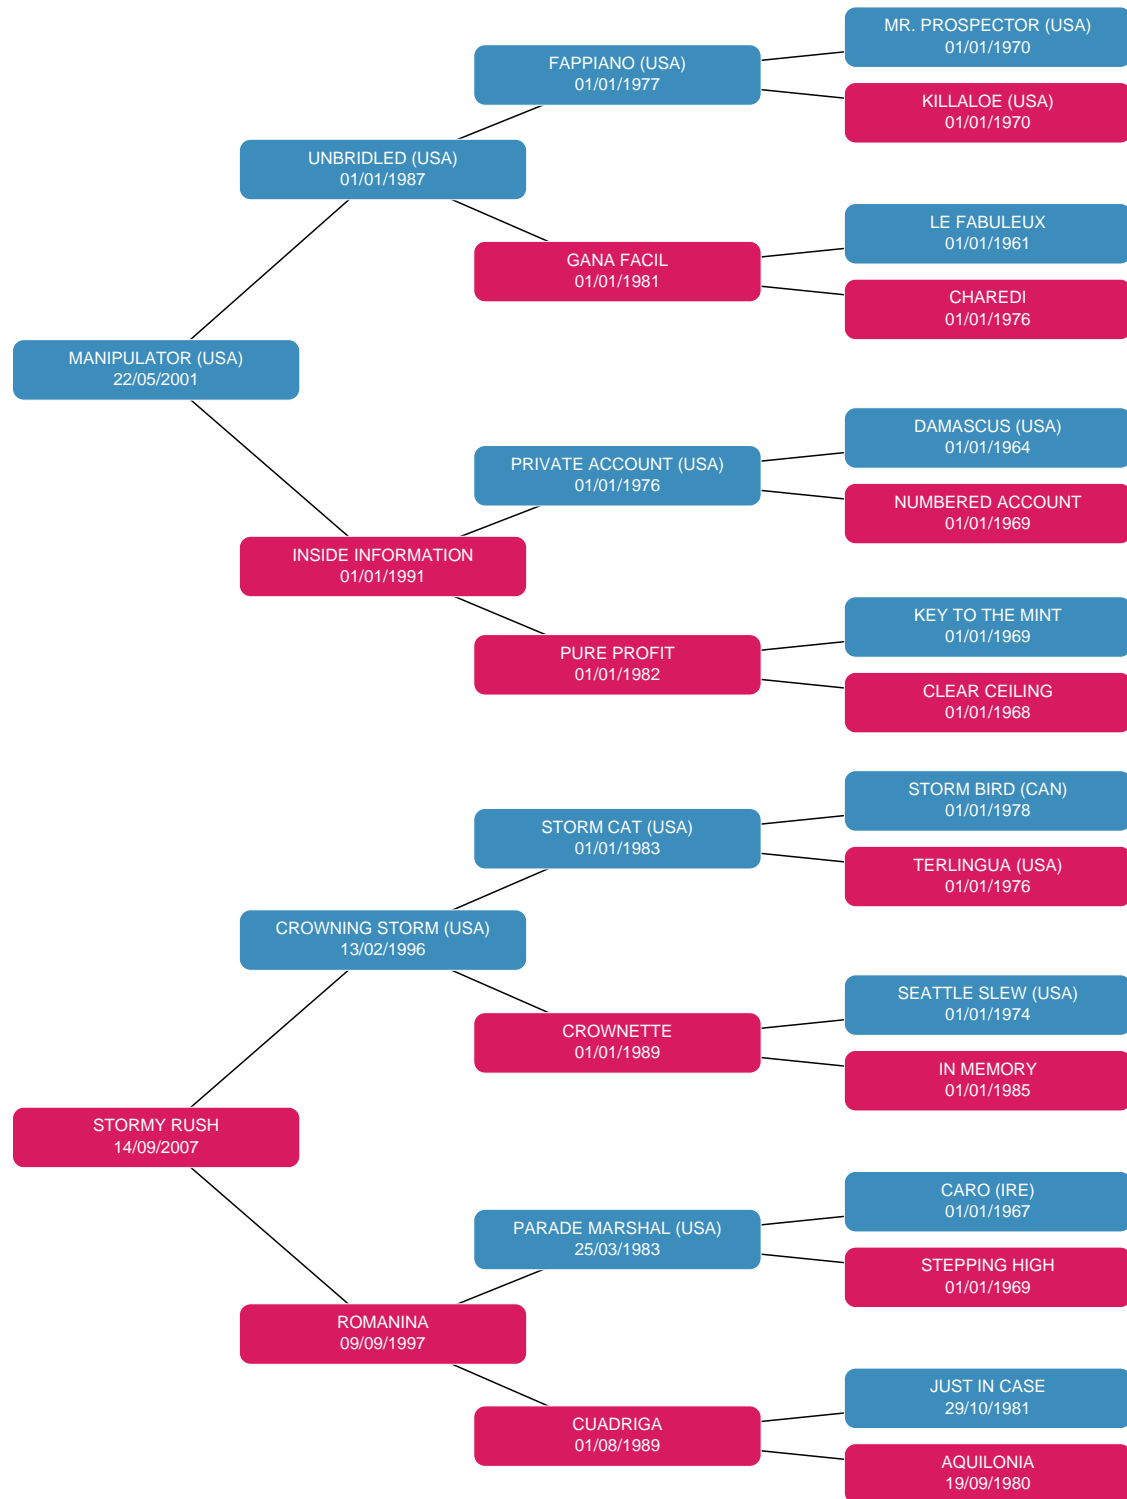 MR. PROSPECTOR (USA)
01/01/1970
FAPPIANO (USA)
01/01/1977
KILLALOE (USA)
01/01/1970
UNBRIDLED (USA)
01/01/1987
LE FABULEUX
01/01/1961
GANA FACIL
01/01/1981
CHAREDI
01/01/1976
MANIPULATOR (USA)
22/05/2001
DAMASCUS (USA)
01/01/1964
PRIVATE ACCOUNT (USA)
01/01/1976
NUMBERED ACCOUNT
01/01/1969
INSIDE INFORMATION
01/01/1991
KEY TO THE MINT
01/01/1969
PURE PROFIT
01/01/1982
CLEAR CEILING
01/01/1968
STORM BIRD (CAN)
01/01/1978
STORM CAT (USA)
01/01/1983
TERLINGUA (USA)
01/01/1976
CROWNING STORM (USA)
13/02/1996
SEATTLE SLEW (USA)
01/01/1974
CROWNETTE
01/01/1989
IN MEMORY
01/01/1985
STORMY RUSH
14/09/2007
CARO (IRE)
01/01/1967
PARADE MARSHAL (USA)
25/03/1983
STEPPING HIGH
01/01/1969
ROMANINA
09/09/1997
JUST IN CASE
29/10/1981
CUADRIGA
01/08/1989
AQUILONIA
19/09/1980